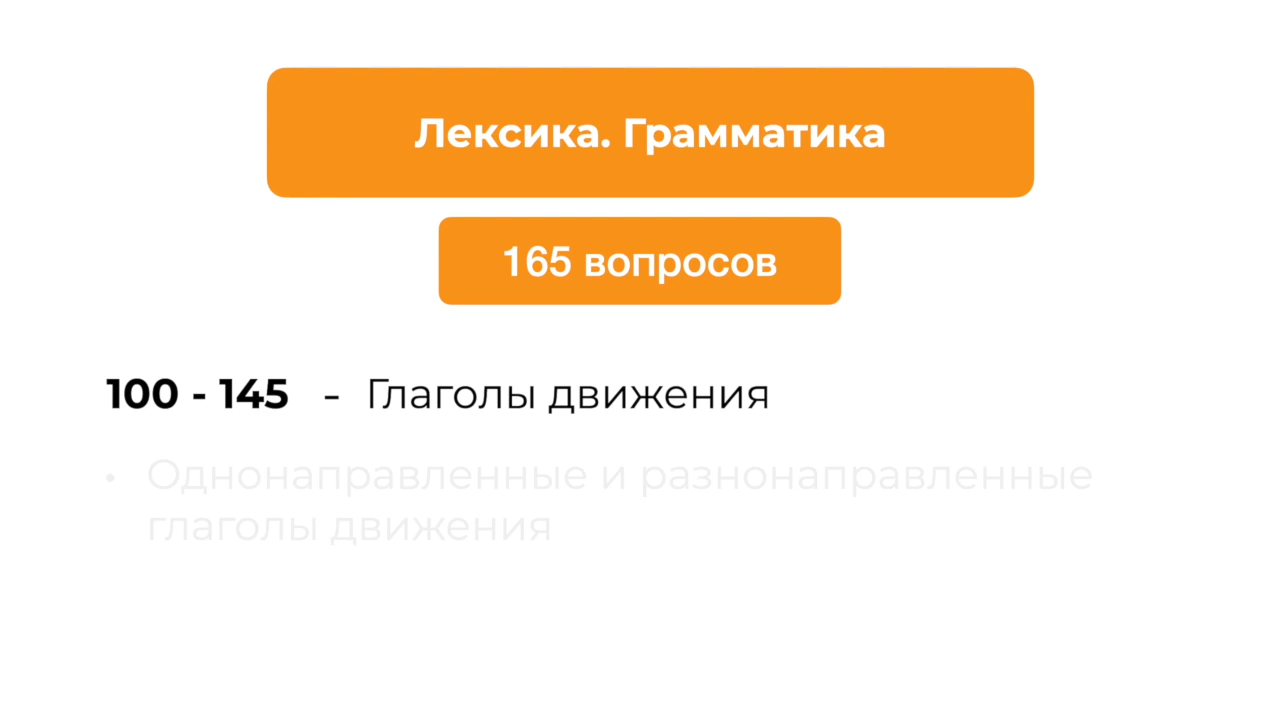 Лексика. Грамматика
165 вопросов
100 - 145 - Глаголы движения
• Однонаправленные и разнонаправленные
глаголы движения